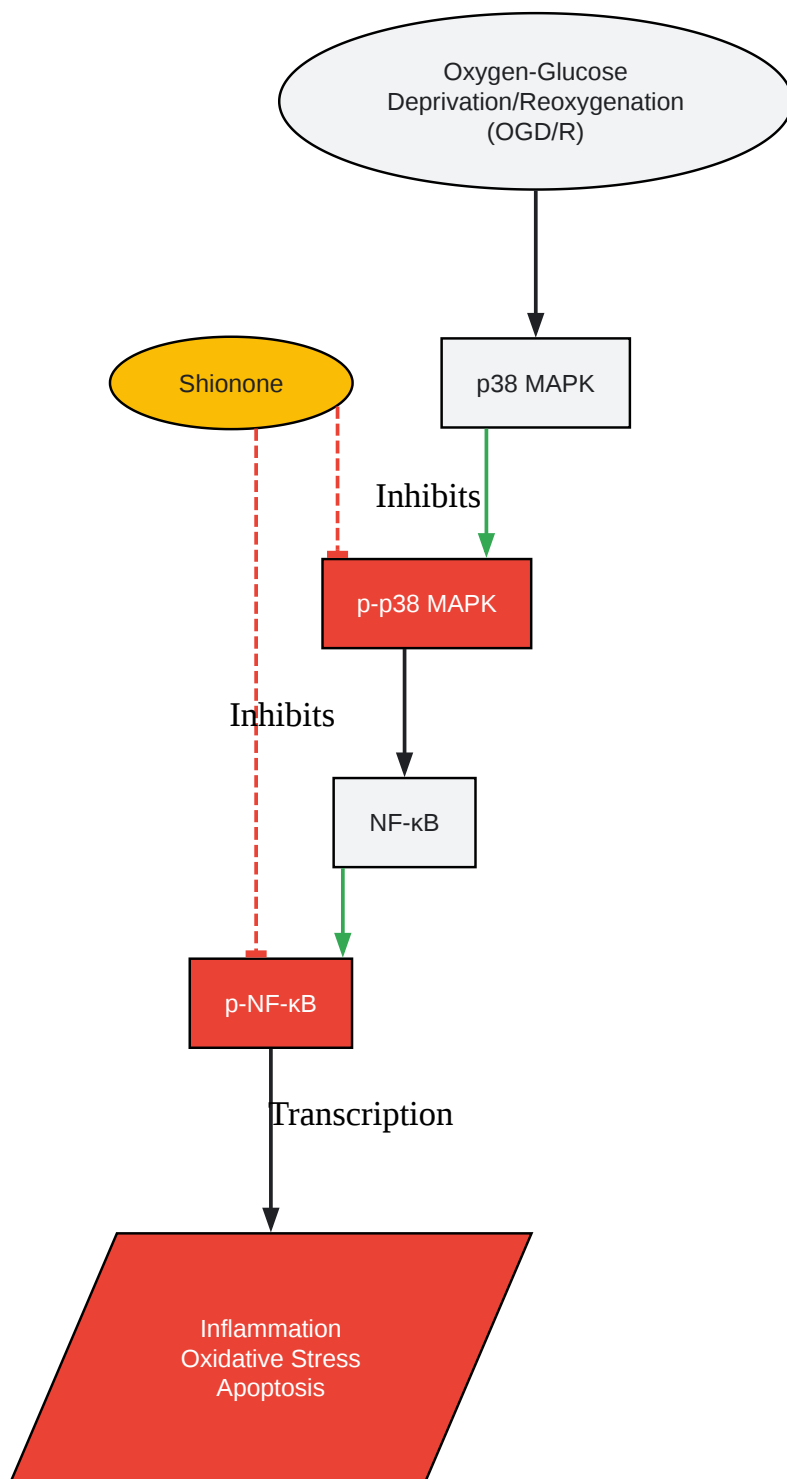 Oxygen-Glucose
Deprivation/Reoxygenation
(OGD/R)
Shionone
p38 MAPK
Inhibits
p-p38 MAPK
Inhibits
NF-κB
p-NF-κB
Transcription
Inflammation
Oxidative Stress
Apoptosis